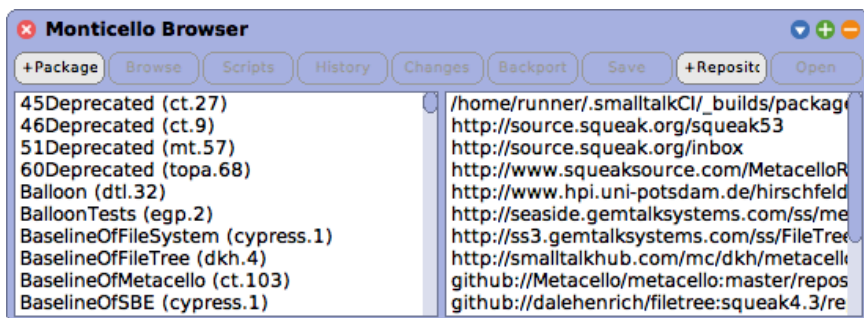 Monticello Browser
+Package Browse Scripts History Changes Backport Save +Reposito Open
45Deprecated (ct.27)
46Deprecated (ct.9)
51Deprecated (mt.57)
60Deprecated (topa.68)
Balloon (dtl.32)
BalloonTests (egp.2)
BaselineOfFileSystem (cypress.1)
BaselineOfFileTree (dkh.4)
BaselineOfMetacello (ct.103)
BaselineOfSBE (cypress.1)
/home/runner/.smalltalkCI/_builds/package
http://source.squeak.org/squeak53
http://source.squeak.org/inbox
http://www.squeaksource.com/MetacelloR
http://www.hpi.uni-potsdam.de/hirschfeld
http://seaside.gemtalksystems.com/ss/me
http://ss3.gemtalksystems.com/ss/FileTree
http://smalltalkhub.com/mc/dkh/metacello
github://Metacello/metacello:master/repos
github://dalehenrich/filetree:squeak4.3/re